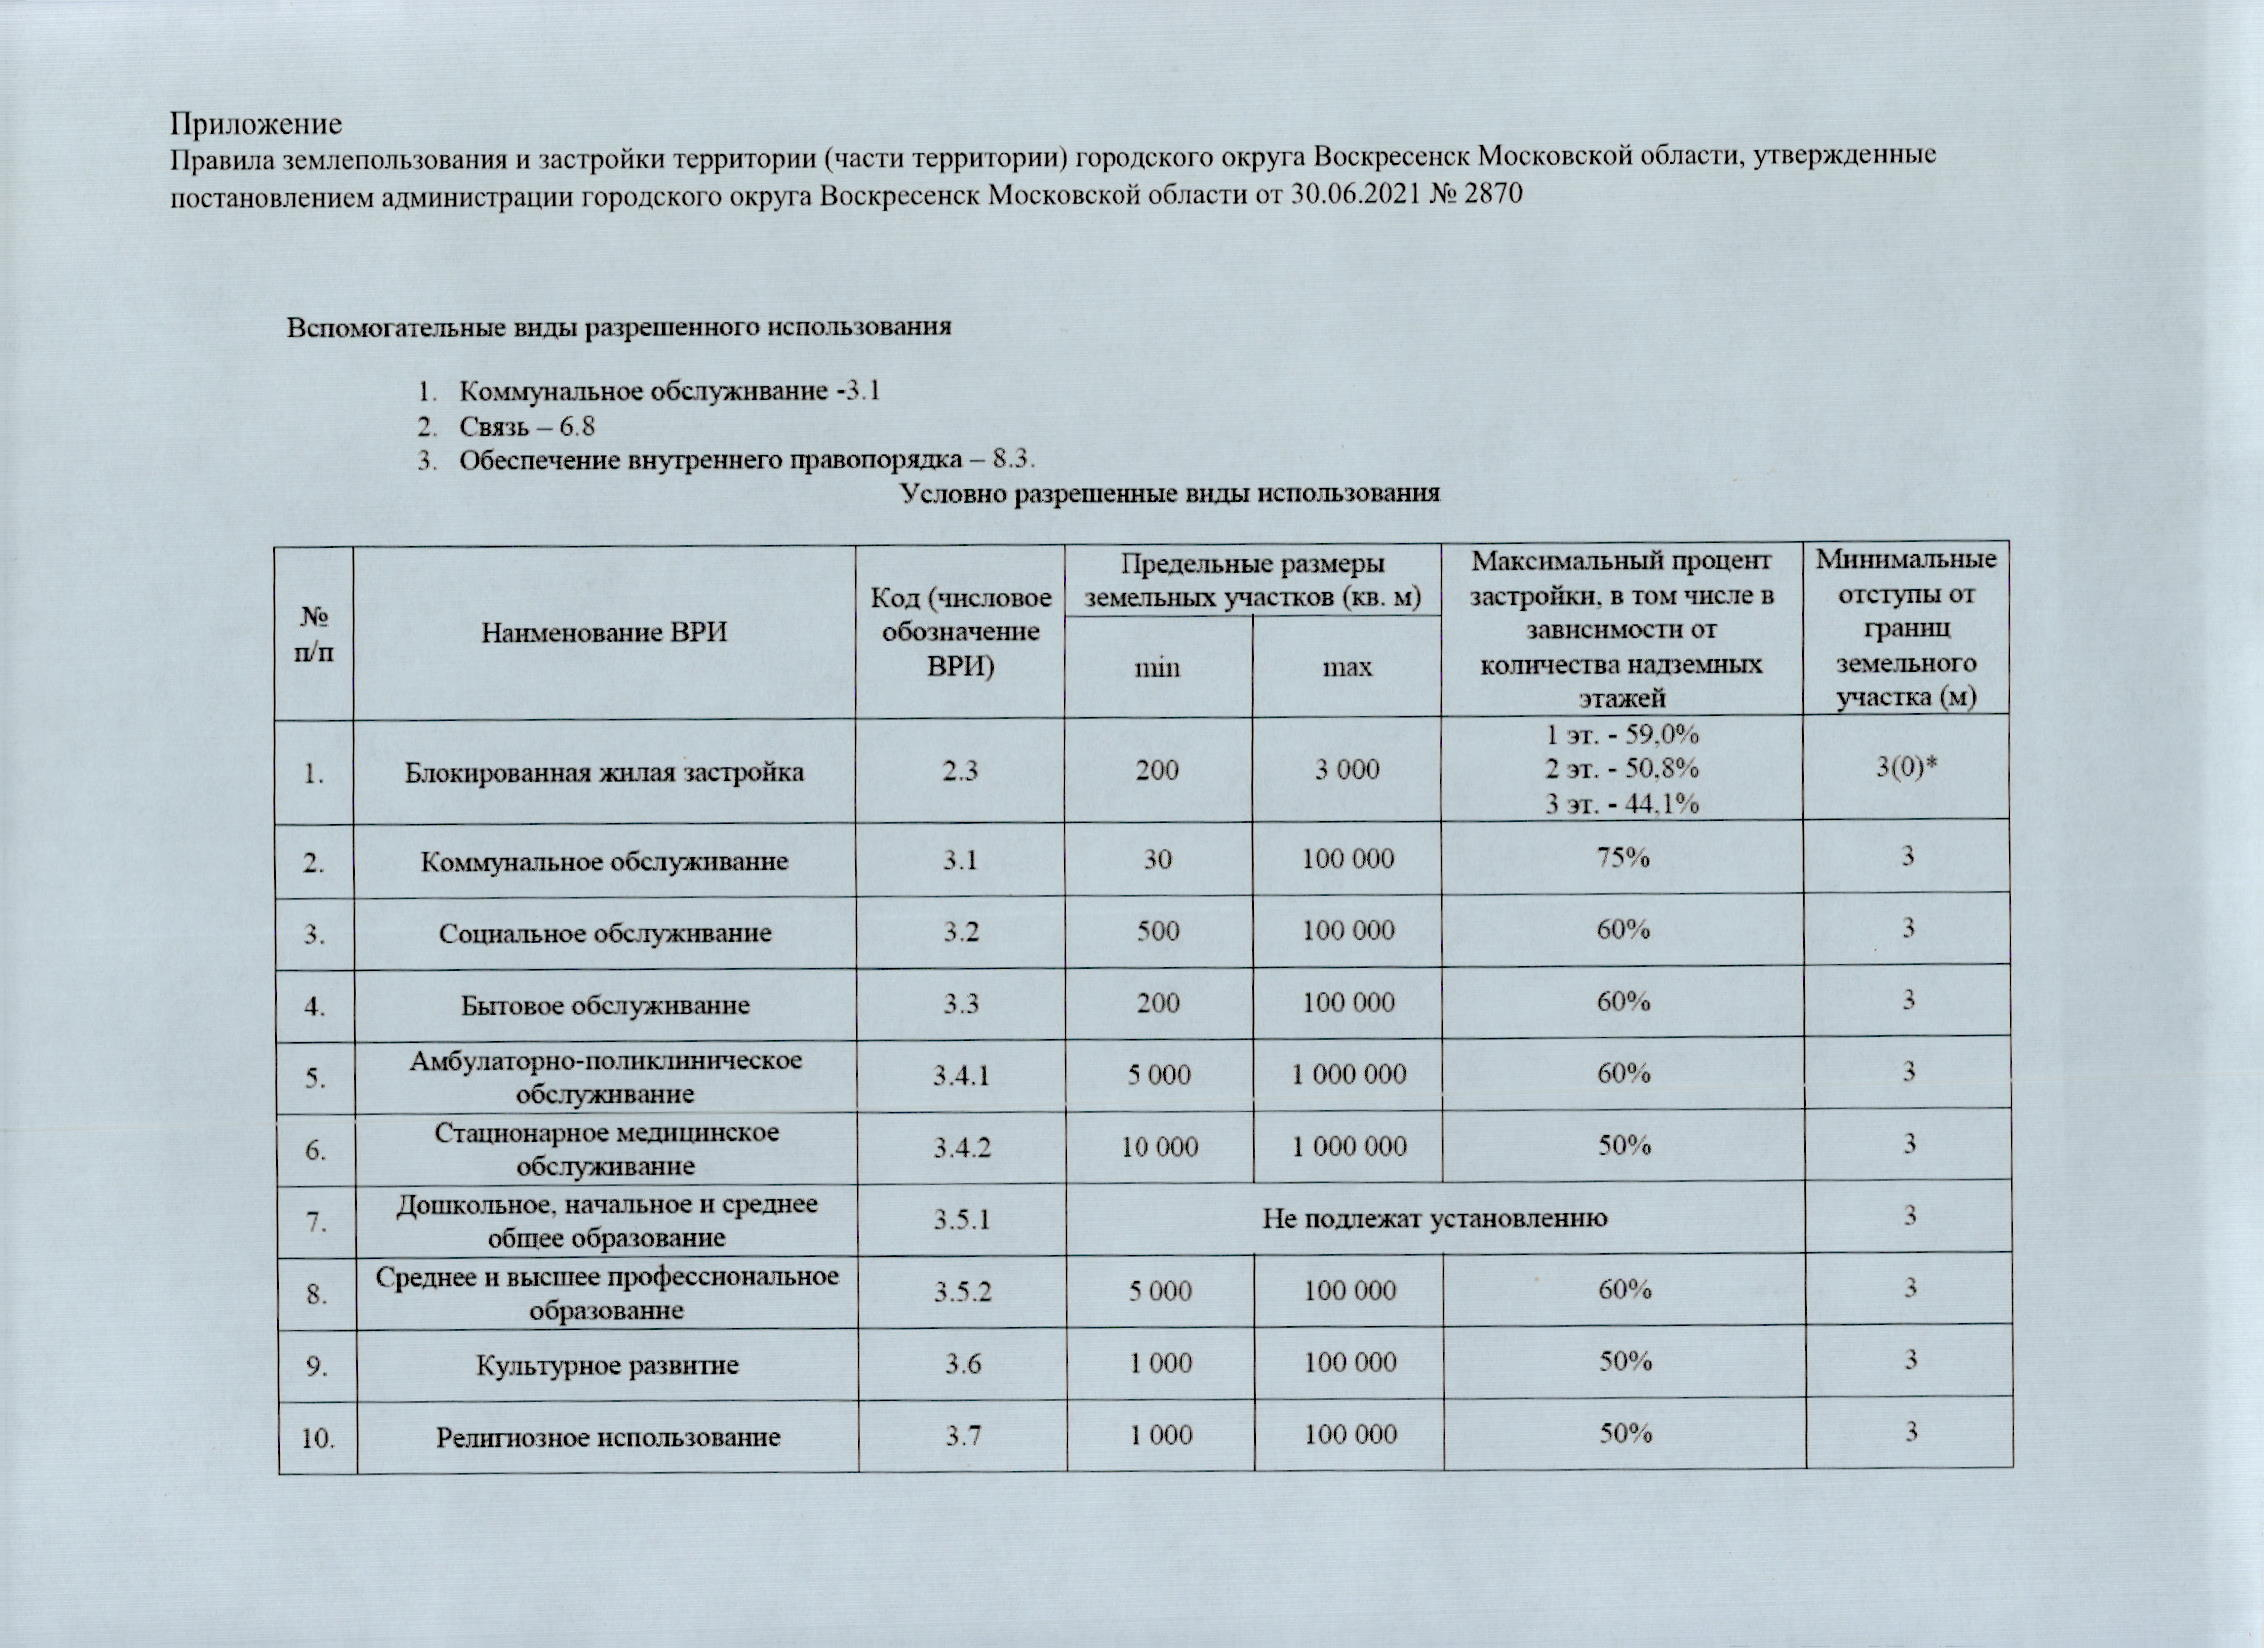 Приложение
Правила землепользования и застройки территории (части территории) городского округа Воскресенск Московской области, утвержденные
постановлением администрации городского округа Воскресенск Московской области от 30.06.2021 № 2870
Вспомогательные виды разрешенного использования
1. Коммунальное обслуживание -3.1
2. Связь – 6.8
3. Обеспечение внутреннего правопорядка – 8.3.
Условно разрешенные виды использования
№
п/п
Наименование ВРИ
Код (числовое
обозначение
ВРИ)
Предельные размеры
земельных участков (кв. м)
min max
Максимальный процент
застройки, в том числе в
зависимости от
количества надземных
этажей
Минимальные
отступы от
границ
земельного
участка (м)
1. Блокированная жилая застройка 2.3 200 3 000
1 эт. - 59,0%
2 эт. - 50,8%
3 эт. - 44,1%
3(0)*
2. Коммунальное обслуживание 3.1 30 100 000 75% 3
3. Социальное обслуживание 3.2 500 100 000 60% 3
4. Бытовое обслуживание 3.3 200 100 000 60% 3
5. Амбулаторно-поликлиническое
обслуживание 3.4.1 5 000 1 000 000 60% 3
6. Стационарное медицинское
обслуживание 3.4.2 10 000 1 000 000 50% 3
7. Дошкольное, начальное и среднее
общее образование 3.5.1 Не подлежат установлению 3
8. Среднее и высшее профессиональное
образование 3.5.2 5 000 100 000 60% 3
9. Культурное развитие 3.6 1 000 100 000 50% 3
10. Религиозное использование 3.7 1 000 100 000 50% 3